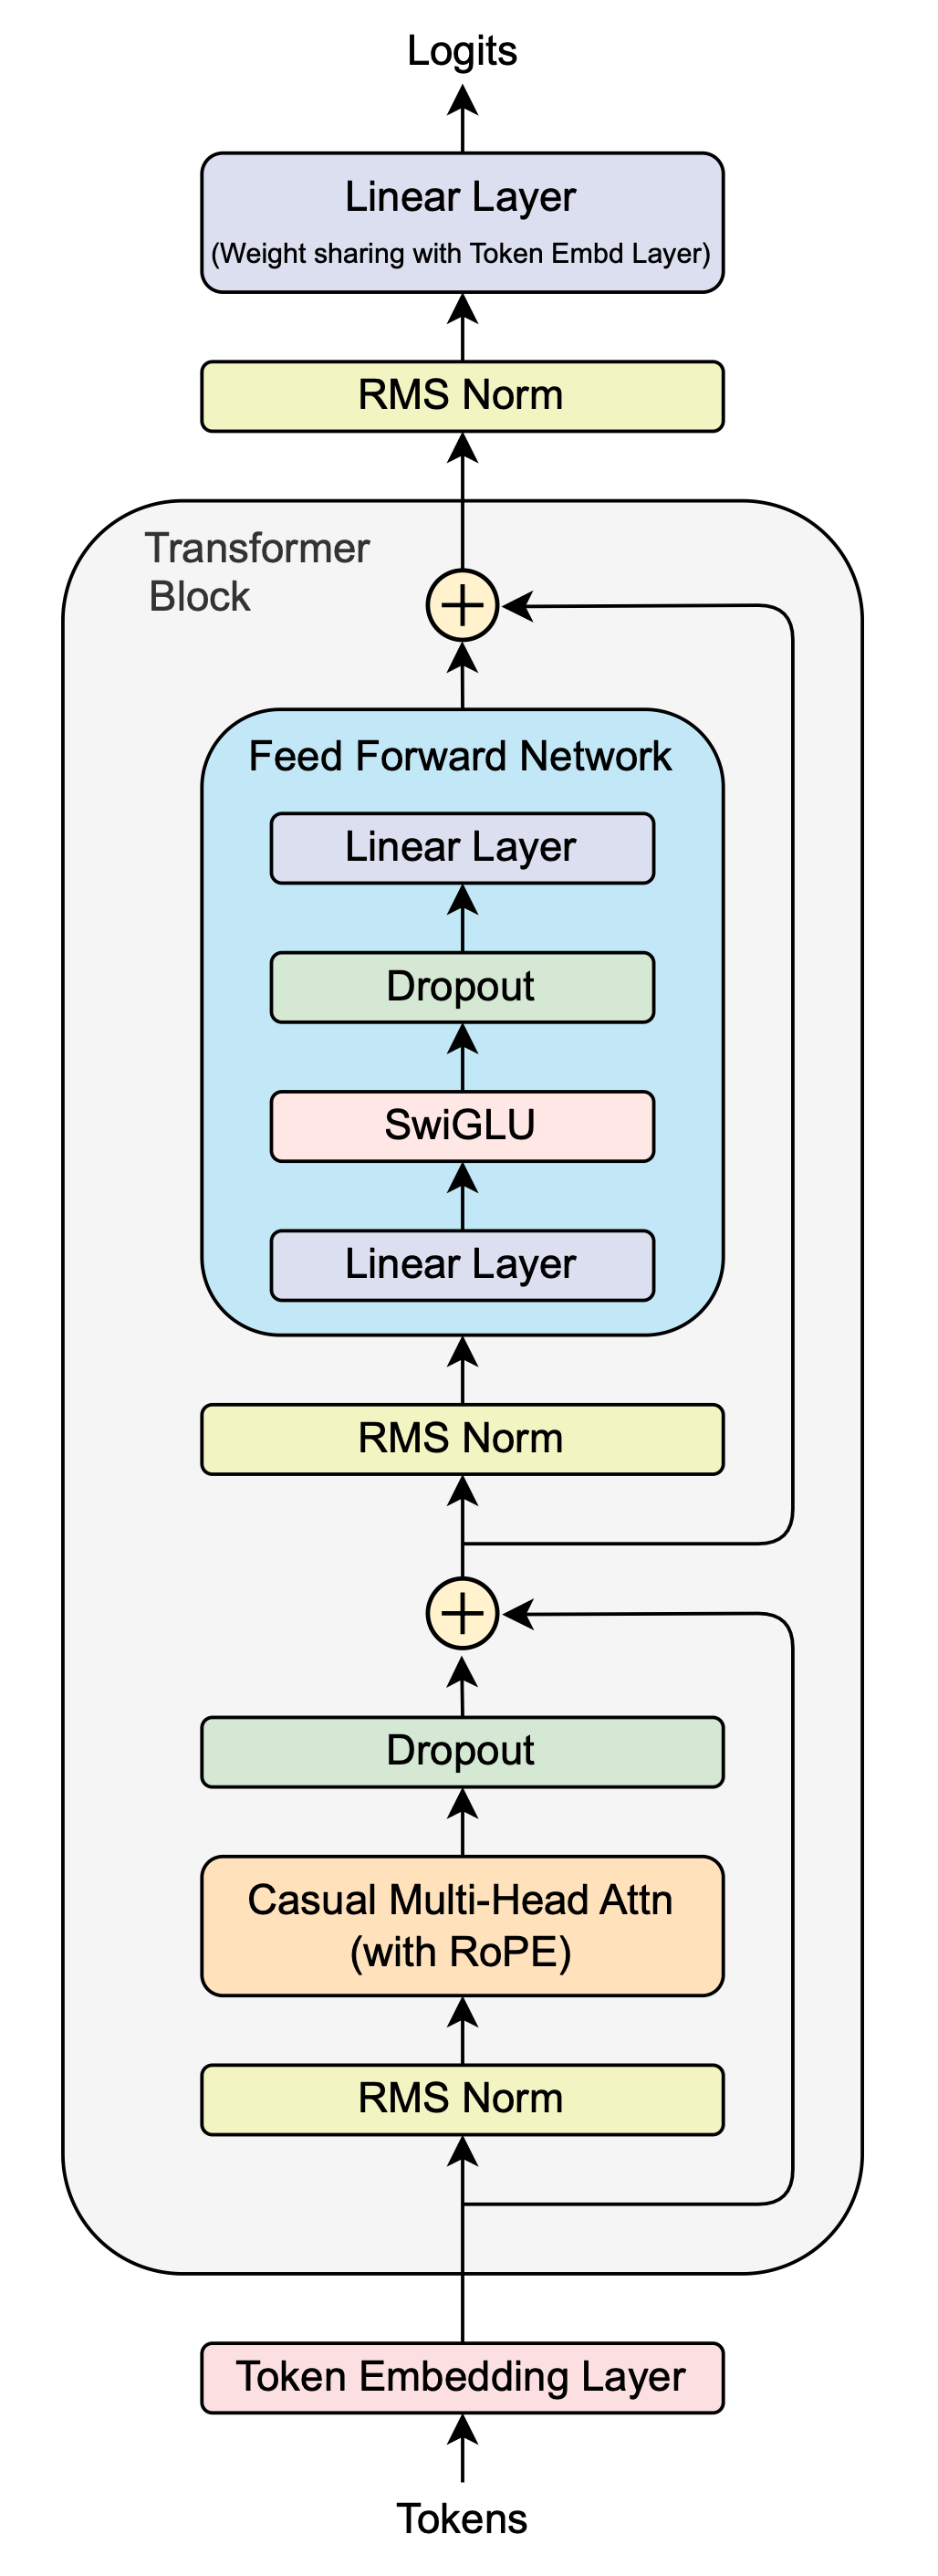 Logits
Linear Layer
(Weight sharing with Token Embd Layer)
RMS Norm
Transformer
Block
Feed Forward Network
Linear Layer
Dropout
SwiGLU
Linear Layer
RMS Norm
Dropout
Casual Multi-Head Attn
(with RoPE)
RMS Norm
Token Embedding Layer
Tokens